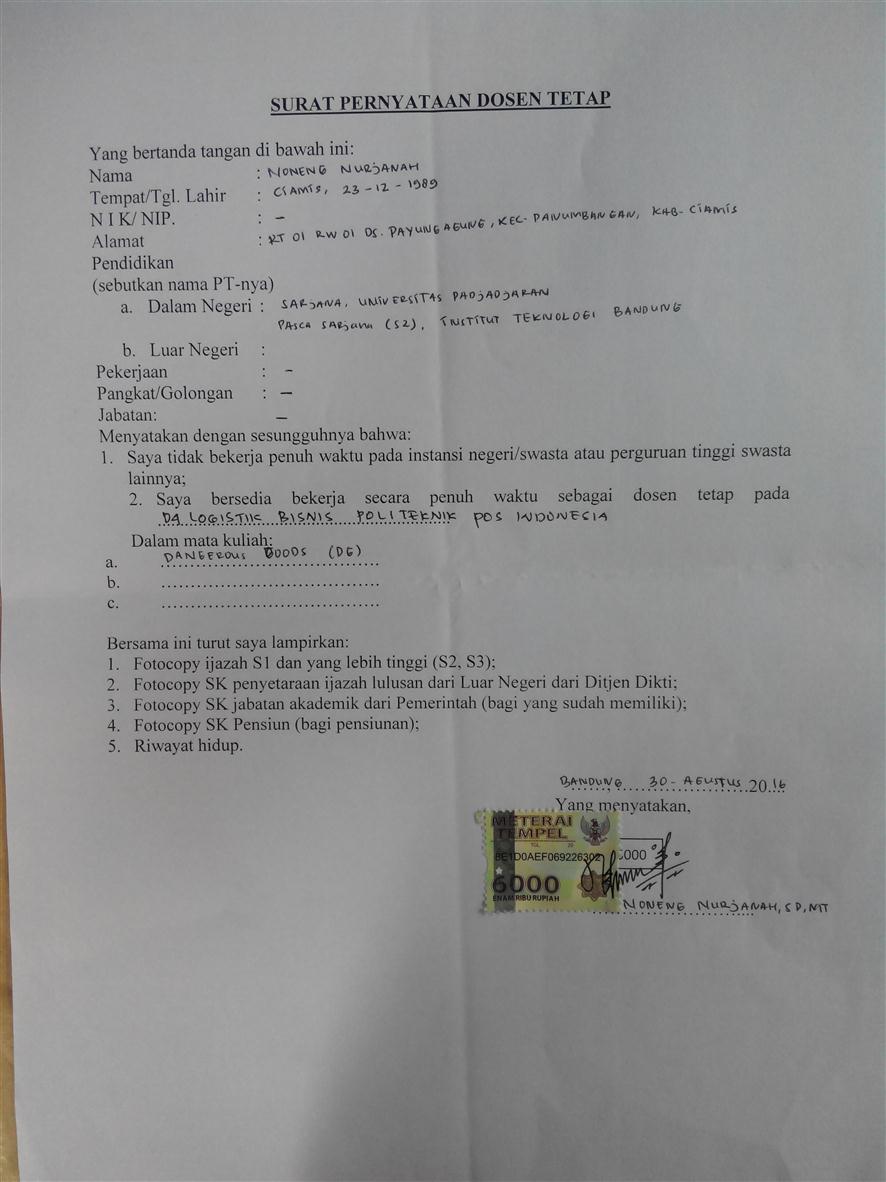 SURAT PERNYATAAN DOSEN TETAP
Yang bertanda tangan di bawah ini:
Nama : NONENG NURJANAH
Tempat/Tgl. Lahir : CIAMIS, 23-12-1989
N I K/ NIP. : -
Alamat : RT 01 RW 01 DS. PAYUNGAGUNG, KEC. PANUMBANGAN, KAB- CIAMIS
Pendidikan
(sebutkan nama PT-nya)
a. Dalam Negeri : SARJANA, UNIVERSITAS PADJADJARAN
PASCA SARJANA (S2), INSTITUT TEKNOLOGI BANDUNG
b. Luar Negeri :
Pekerjaan : -
Pangkat/Golongan : -
Jabatan: -
Menyatakan dengan sesungguhnya bahwa:
1. Saya tidak bekerja penuh waktu pada instansi negeri/swasta atau perguruan tinggi swasta
lainnya;
2. Saya bersedia bekerja secara penuh waktu sebagai dosen tetap pada
D4 LOGISTIK BISNIS POLITEKNIK POS INDONESIA
Dalam mata kuliah:
a. DANGEROUS GOODS (DG)
b. ........................................
c. ........................................
Bersama ini turut saya lampirkan:
1. Fotocopy ijazah S1 dan yang lebih tinggi (S2, S3);
2. Fotocopy SK penyetaraan ijazah lulusan dari Luar Negeri dari Ditjen Dikti;
3. Fotocopy SK jabatan akademik dari Pemerintah (bagi yang sudah memiliki);
4. Fotocopy SK Pensiun (bagi pensiunan);
5. Riwayat hidup.
BANDUNG 30- AGUSTUS 2016
Yang menyatakan,
METERAI
TEMPEL
TGL 20
8E1D0AEF069226302
6000
6000
ENAM RIBU RUPIAH
NONENG NURJANAH, SD, MT